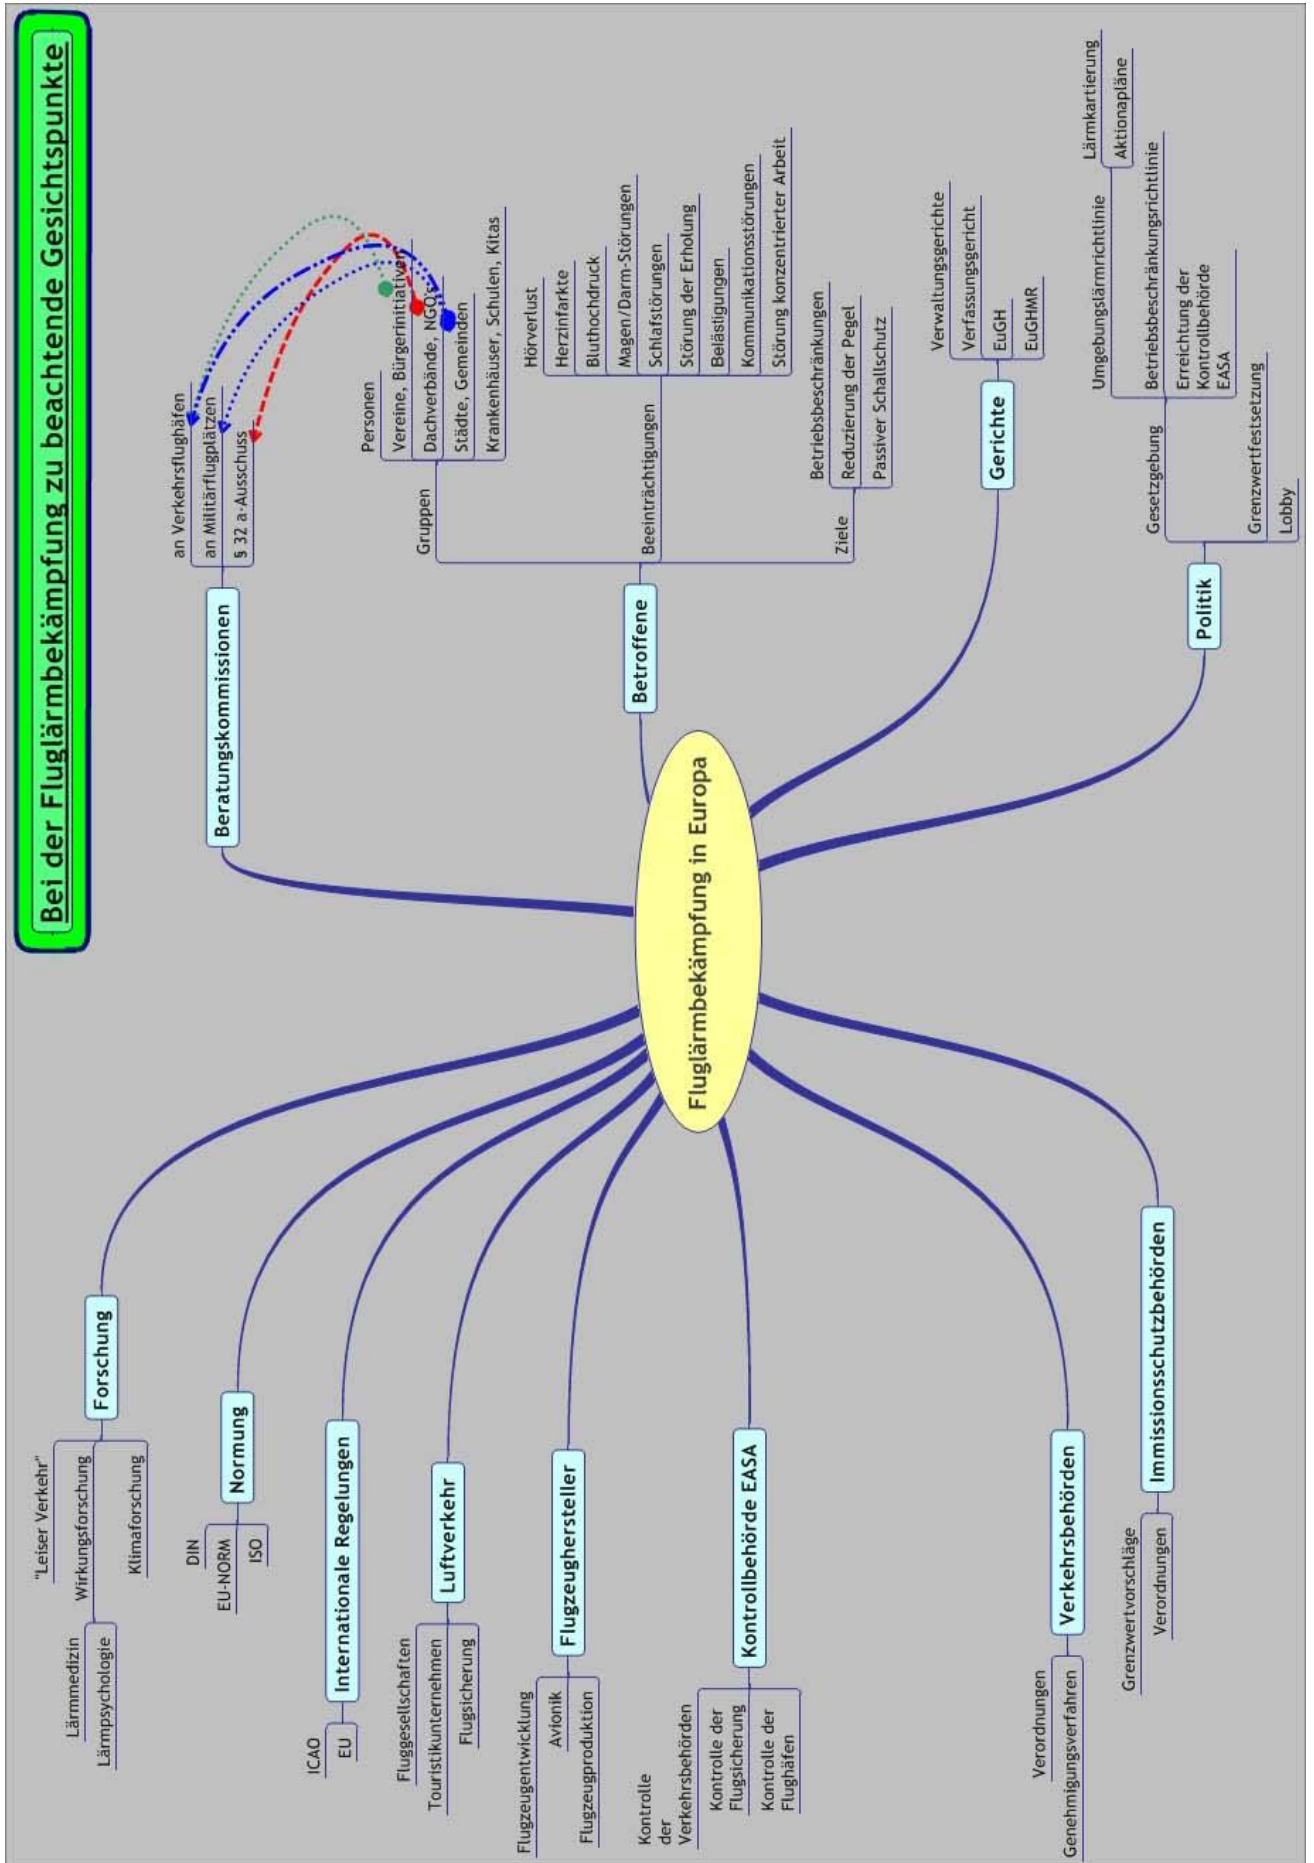 Bei der Fluglärmbekämpfung zu beachtende Gesichtspunkte
Fluglärmbekämpfung in Europa
Beratungskommissionen
an Verkehrsflughäfen
an Militärflugplätzen
§ 32 a-Ausschuss
Betroffene
Gruppen
Personen
Vereine, Bürgerinitiativen
Dachverbände, NGO's
Städte, Gemeinden
Krankenhäuser, Schulen, Kitas
Beeinträchtigungen
Hörverlust
Herzinfarkte
Bluthochdruck
Magen/Darm-Störungen
Schlafstörungen
Störung der Erholung
Belästigungen
Kommunikationsstörungen
Störung konzentrierter Arbeit
Ziele
Betriebsbeschränkungen
Reduzierung der Pegel
Passiver Schallschutz
Gerichte
Verwaltungsgerichte
Verfassungsgericht
EuGH
EuGHMR
Politik
Gesetzgebung
Umgebungslärmrichtlinie
Lärmkartierung
Aktionapläne
Betriebsbeschränkungsrichtlinie
Erreichtung der
Kontrollbehörde
EASA
Grenzwertfestsetzung
Lobby
Forschung
"Leiser Verkehr"
Wirkungsforschung
Lärmmedizin
Lärmpsychologie
Klimaforschung
Normung
DIN
EU-NORM
ISO
Internationale Regelungen
ICAO
EU
Luftverkehr
Fluggesellschaften
Touristikunternehmen
Flugsicherung
Flugzeughersteller
Flugzeugentwicklung
Avionik
Flugzeugproduktion
Kontrollbehörde EASA
Kontrolle
der
Verkehrsbehörden
Kontrolle der
Flugsicherung
Kontrolle der
Flughäfen
Verkehrsbehörden
Verordnungen
Genehmigungsverfahren
Immissionsschutzbehörden
Grenzwertvorschläge
Verordnungen